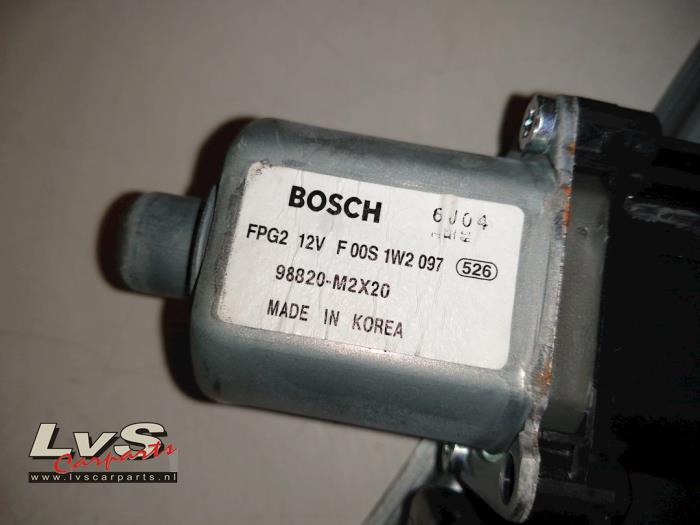 BOSCH 6J04
FPG2 12V F 00S 1W2 097 526
98820-M2X20
MADE IN KOREA
LvS
Carparts
www.lvscarparts.nl